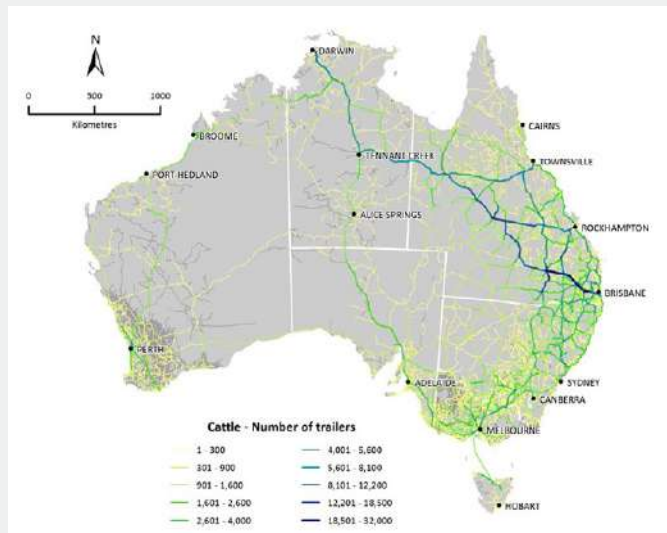 N
DARWIN
0 500 1000
Kilometres
CAIRNS
BROOME
TENNANT CREEK
TOWNSVILLE
PORT HEDLAND
ALICE SPRINGS
ROCKHAMPTON
BRISBANE
PERTH
ADELAIDE
SYDNEY
CANBERRA
MELBOURNE
Cattle - Number of trailers
1 - 300
301 - 900
901 - 1,600
1,601 - 2,600
2,601 - 4,000
4,001 - 5,600
5,601 - 8,100
8,101 - 12,200
12,201 - 18,500
18,501 - 32,000
HOBART